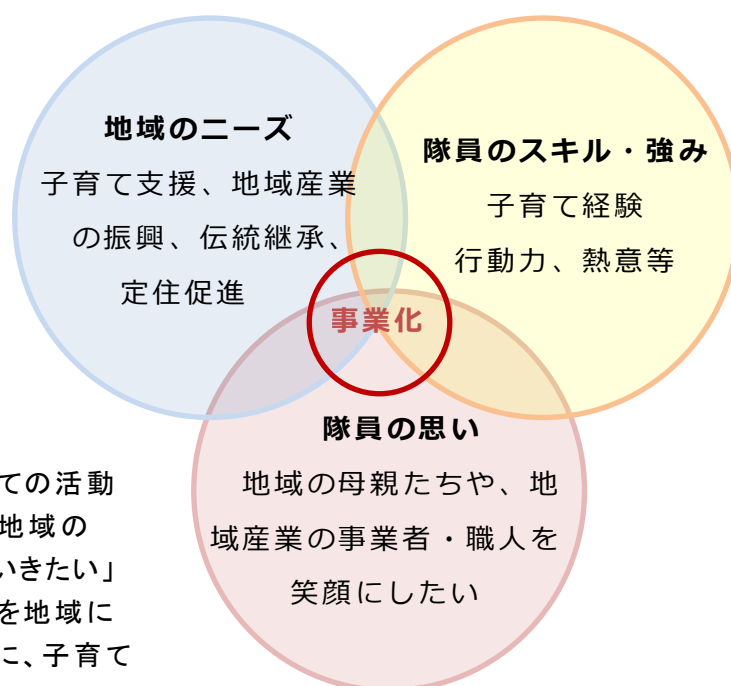 地域のニーズ
子育て支援、地域産業
の振興、伝統継承、
定住促進
隊員のスキル・強み
子育て経験
行動力、熱意等
事業化
隊員の思い
地域の母親たちや、地
域産業の事業者・職人を
笑顔にしたい
ての活動
地域の
いきたい」
を地域に
に、子育て